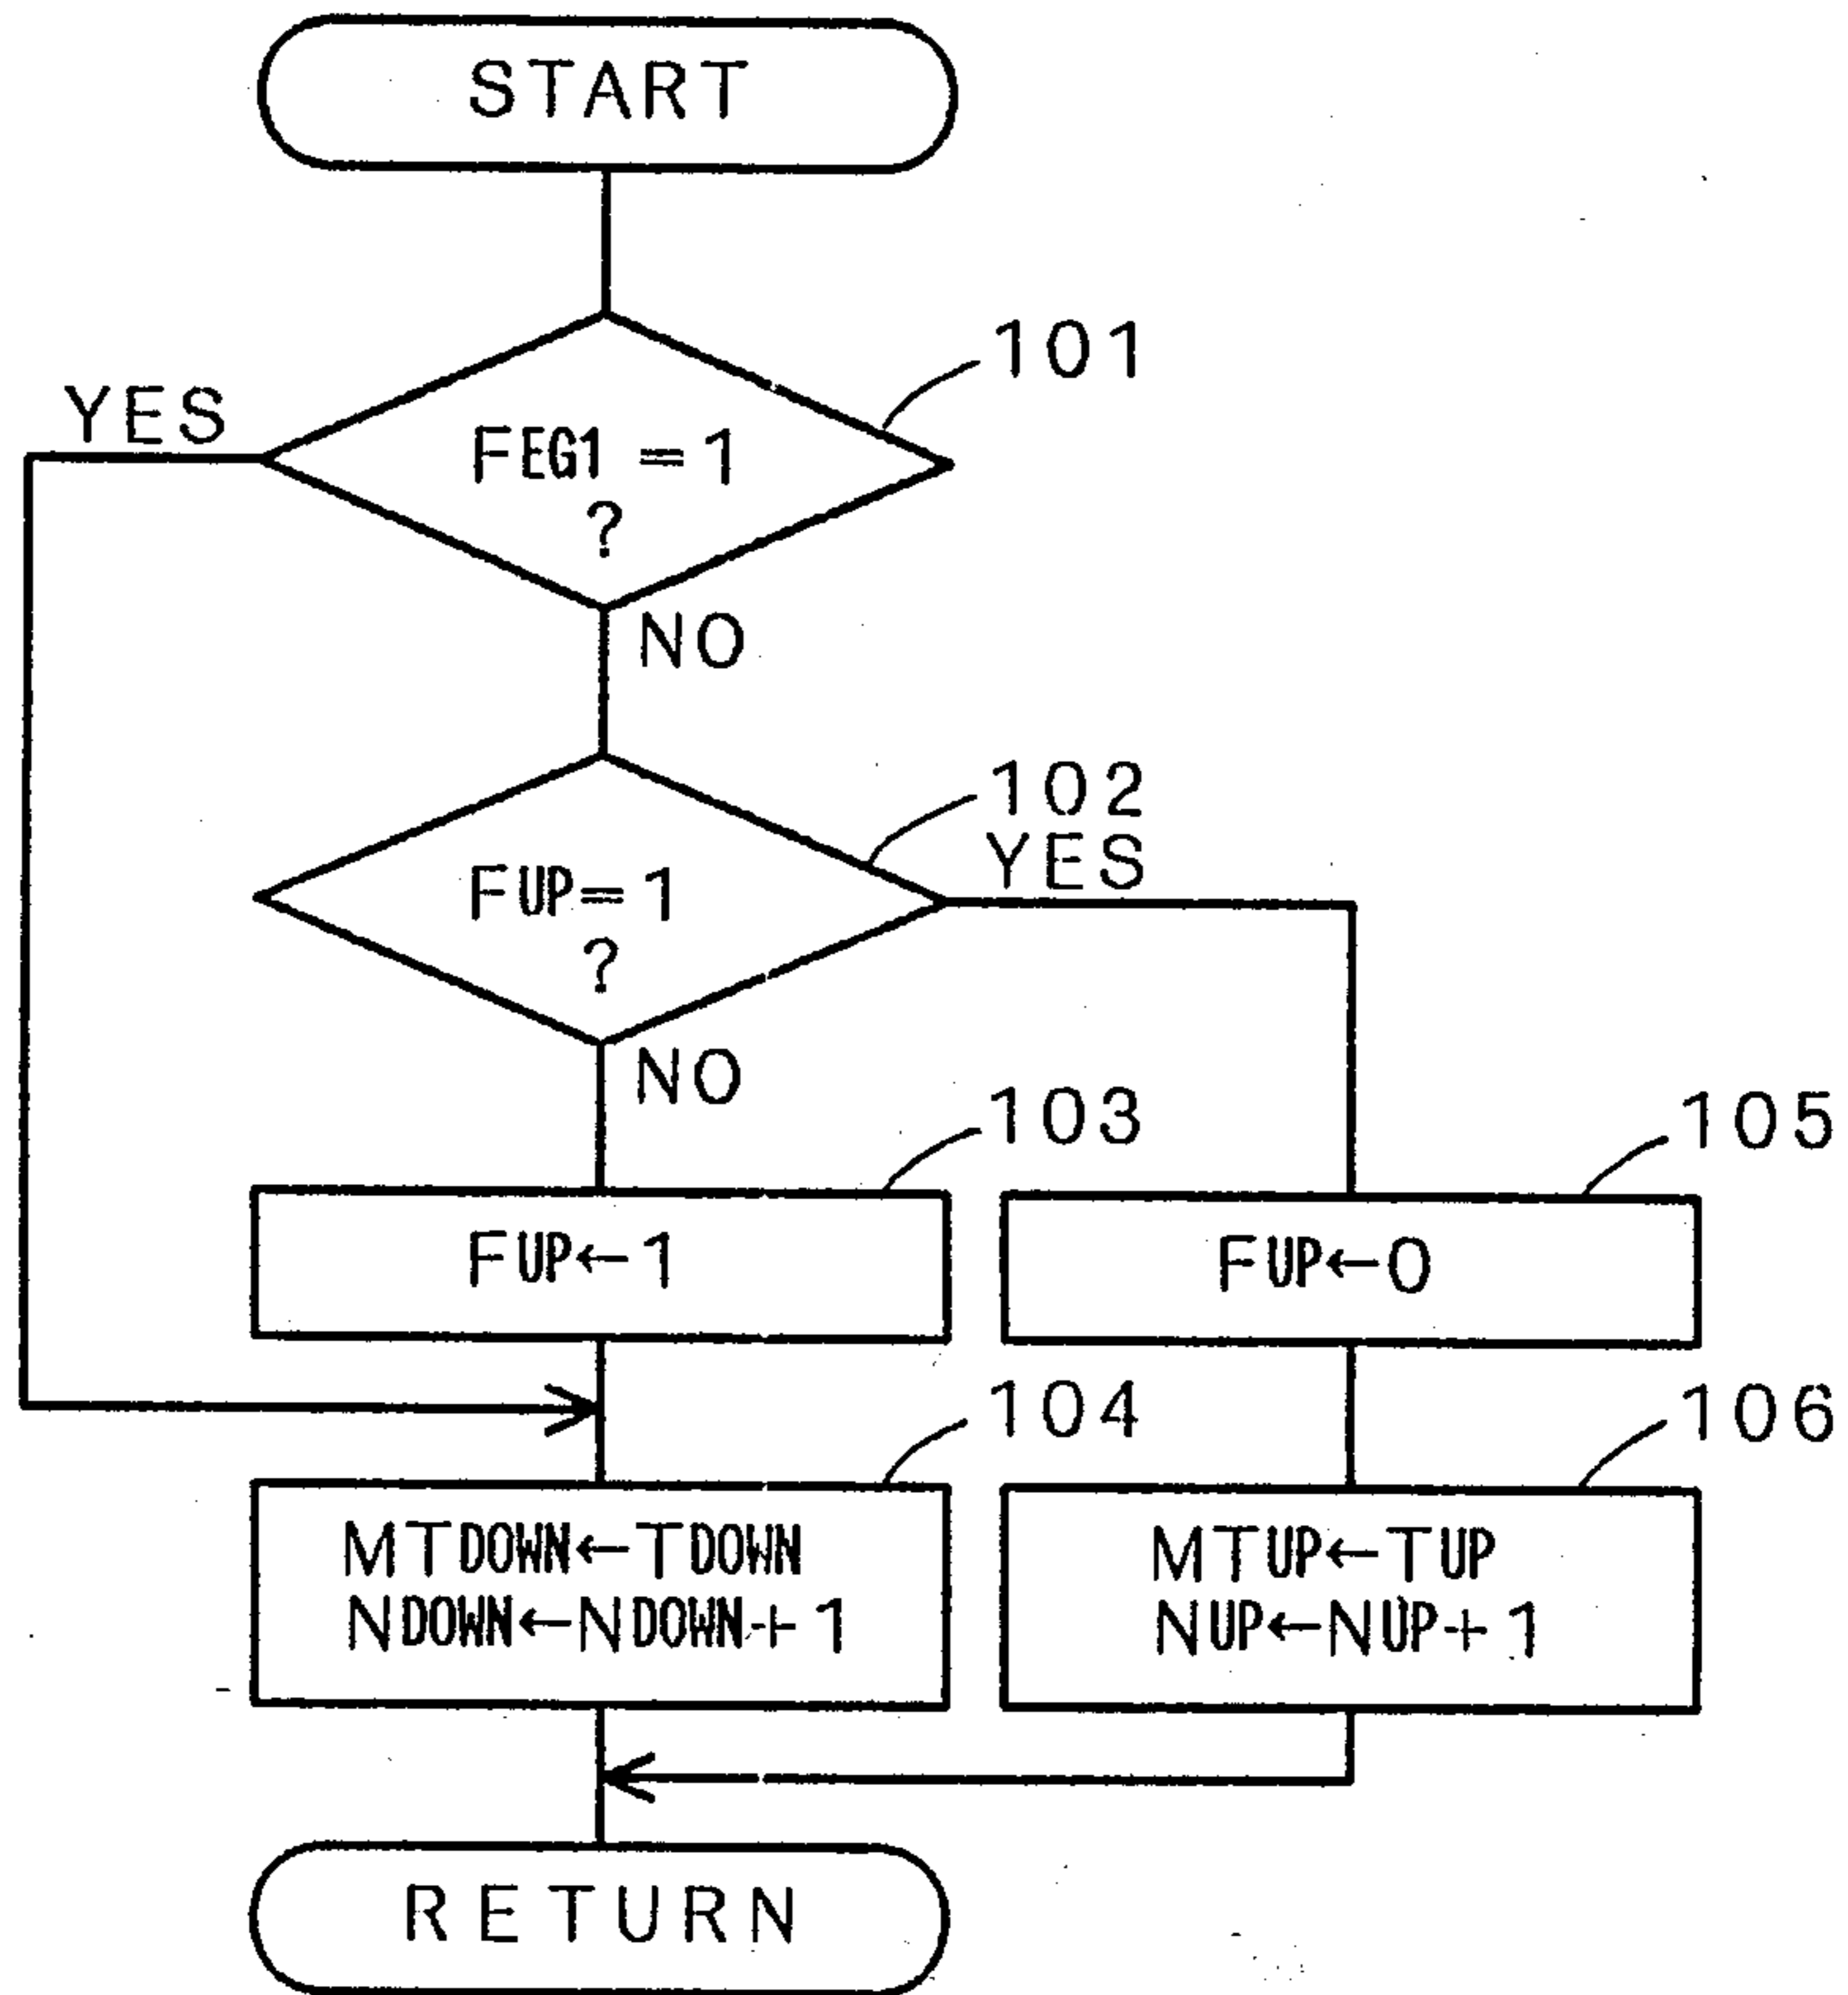 START
101
YES
FEG1 = 1
?
NO
102
YES
FUP=1
?
NO
103
105
FUP←1
FUP←0
104
106
MTDOWN←TDOWN
NDOWN←NDOWN+1
MTUP←TUP
NUP←NUP+1
RETURN